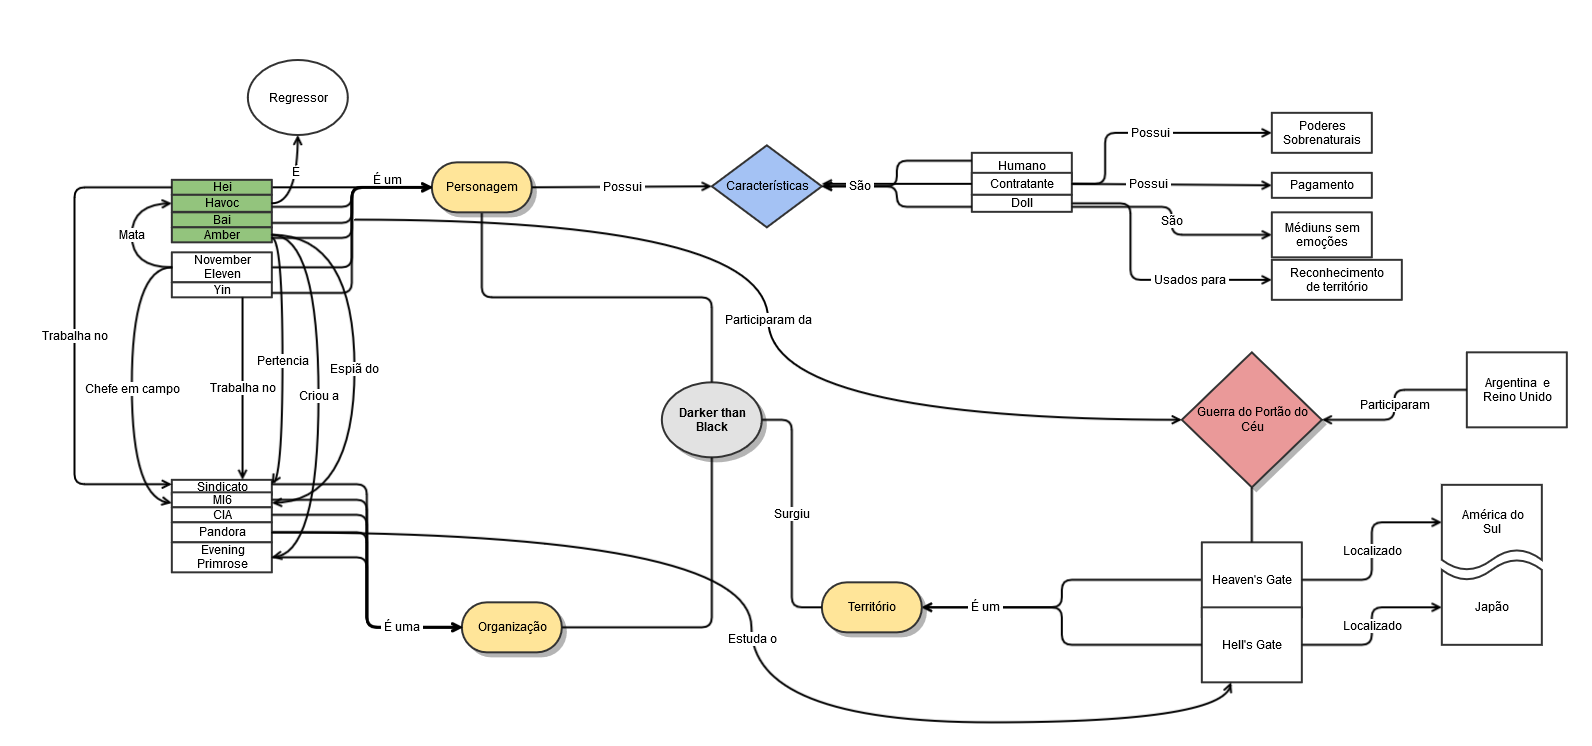 Regressor
É
Hei
Havoc
Bai
Amber
November
Eleven
Yin
Mata
É um
Personagem
Possui
Características
São
Humano
Contratante
Doll
Possui
Poderes
Sobrenaturais
Possui
Pagamento
São
Médiuns sem
emoções
Usados para
Reconhecimento
de território
Trabalha no
Chefe em campo
Trabalha no
Pertencia
Criou a
Espiã do
Participaram da
Darker than
Black
Guerra do Portão do
Céu
Participaram
Argentina e
Reino Unido
Sindicato
MI6
CIA
Pandora
Evening
Primrose
É uma
Organização
Surgiu
Território
É um
Estuda o
Heaven's Gate
Hell's Gate
Localizado
América do
Sul
Localizado
Japão